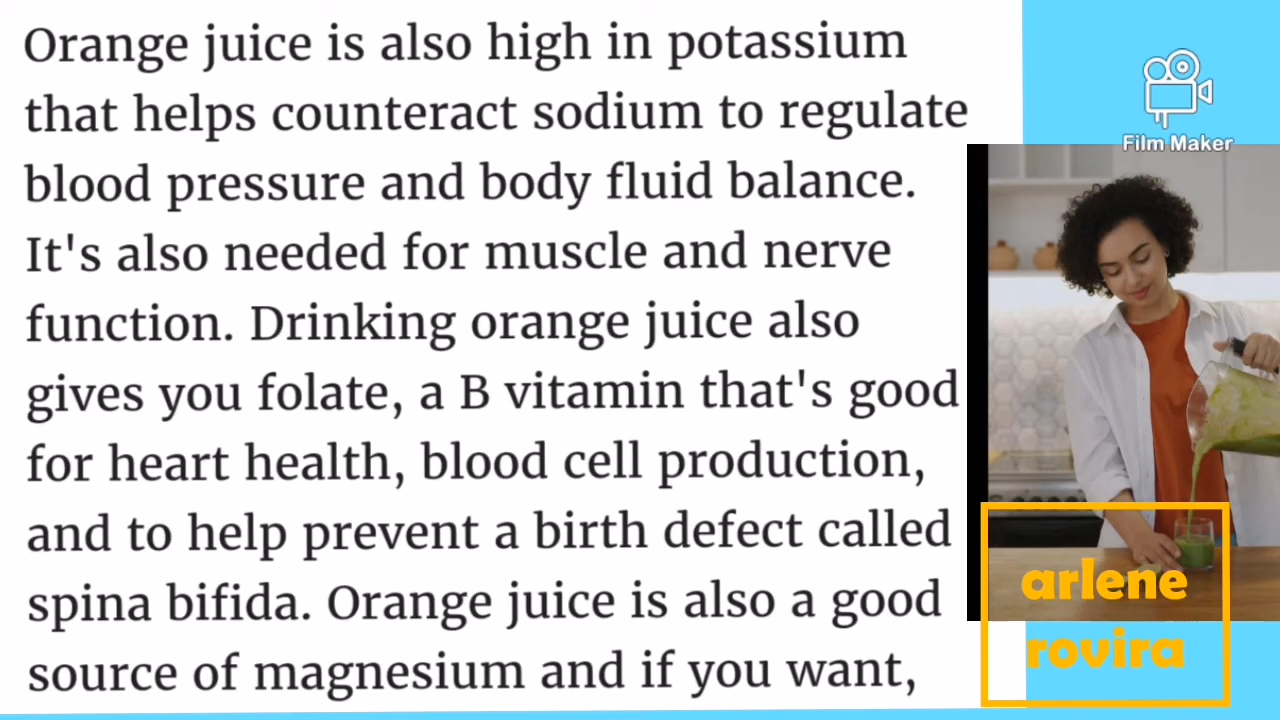 Orange juice is also high in potassium
that helps counteract sodium to regulate
blood pressure and body fluid balance.
It's also needed for muscle and nerve
function. Drinking orange juice also
gives you folate, a B vitamin that's good
for heart health, blood cell production,
and to help prevent a birth defect called
spina bifida. Orange juice is also a good
source of magnesium and if you want,
Film Maker
arlene
rovira